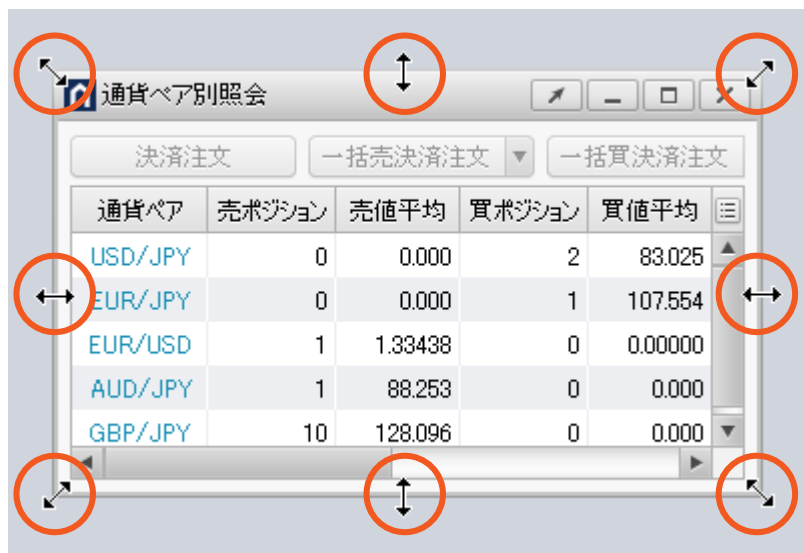 通貨ペア別照会
決済注文 一括売決済注文 一括買決済注文
通貨ペア 売ポジション 売値平均 買ポジション 買値平均
USD/JPY 0 0.000 2 83.025
EUR/JPY 0 0.000 1 107.554
EUR/USD 1 1.33438 0 0.00000
AUD/JPY 1 88.253 0 0.000
GBP/JPY 10 128.096 0 0.000